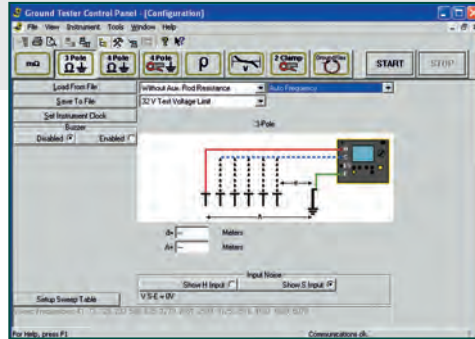 Ground Tester Control Panel - [Configuration]
File View Instrument Tools Window Help
mΩ
3 Pole
4 Pole
4 Pole
ρ
2 Clamp
START
STOP
Load From File
Without Aux. Rod Resistance
Auto Frequency
Save To File
32 V Test Voltage Limit
Set Instrument Clock
Buzzer
Disabled
Enabled
3-Pole
d=
Meters
A=
Meters
Input Noise
Show H Input
Show S Input
Setup Sweep Table
V S-E = 0V
For Help, press F1
Communications ok.